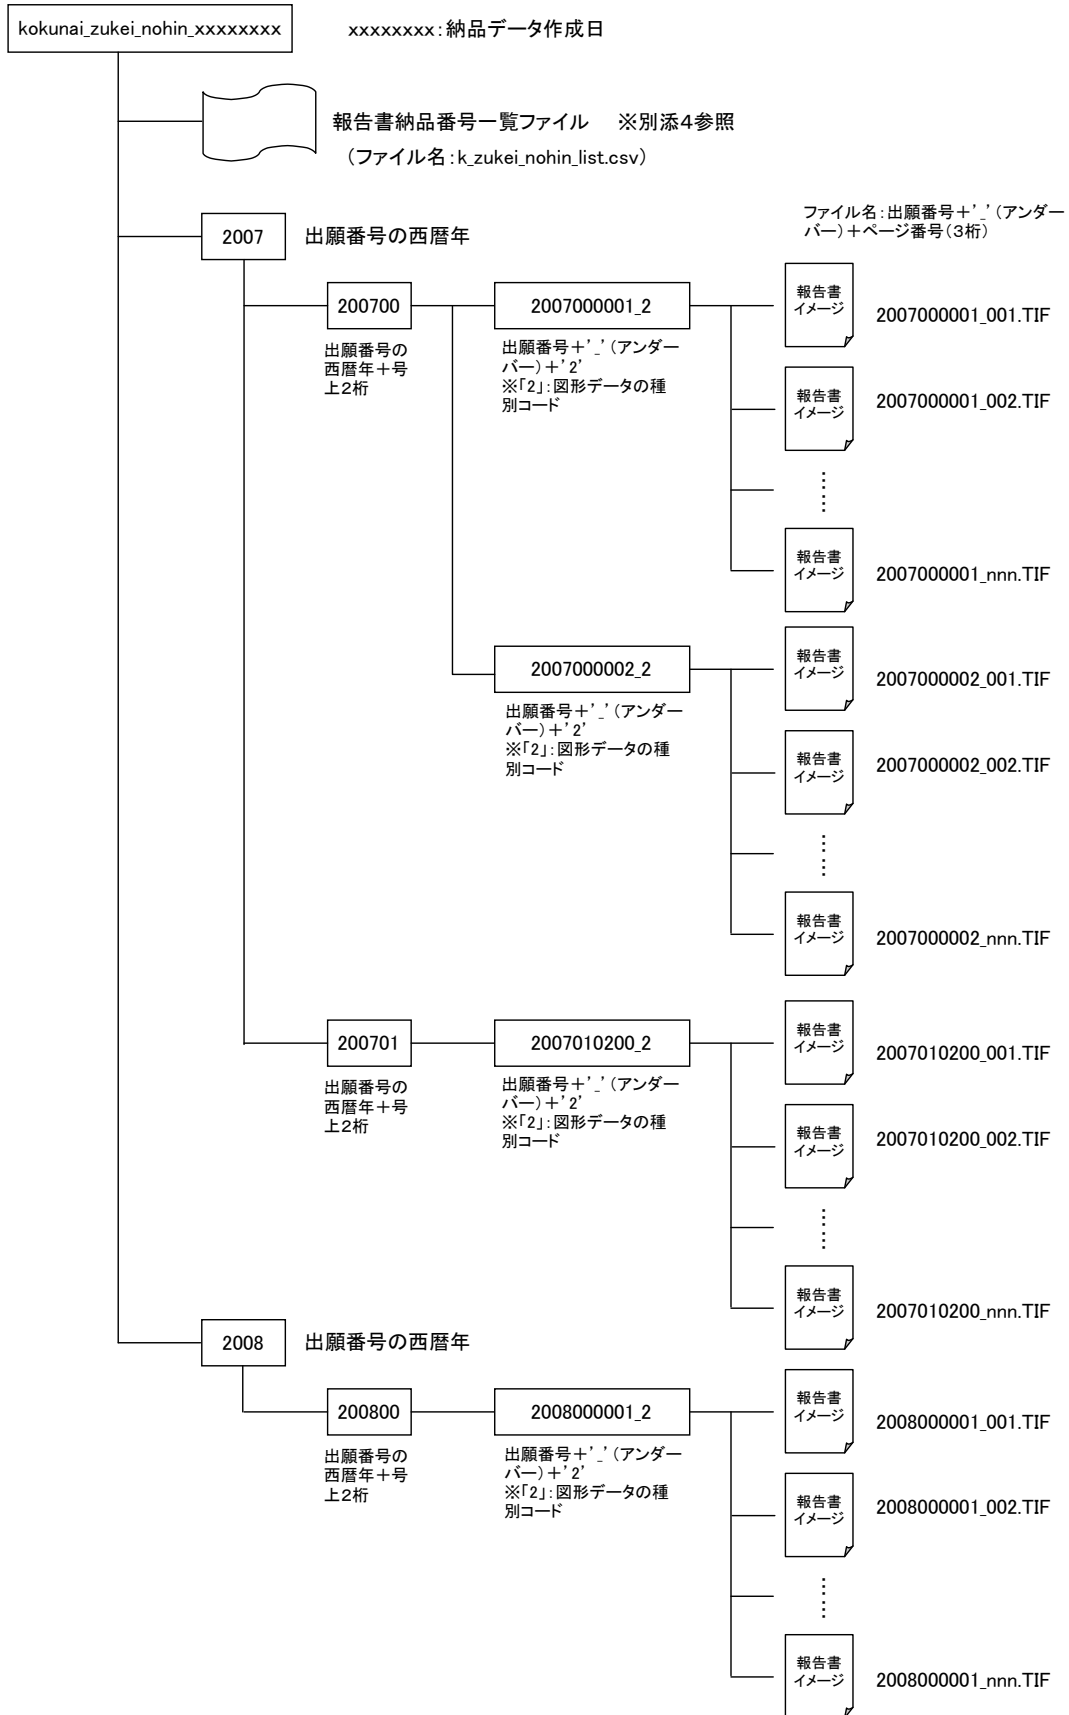 kokunai_zukei_nohin_xxxxxxxx
xxxxxxxx：納品データ作成日
報告書納品番号一覧ファイル　※別添4参照
（ファイル名：k_zukei_nohin_list.csv）
ファイル名：出願番号＋’_’（アンダー
バー）＋ページ番号（3桁）
2007
出願番号の西暦年
200700
出願番号の
西暦年＋号
上2桁
2007000001_2
出願番号＋’_’（アンダー
バー）＋’2’
※「2」：図形データの種
別コード
報告書
イメージ
2007000001_001.TIF
報告書
イメージ
2007000001_002.TIF
報告書
イメージ
2007000001_nnn.TIF
2007000002_2
出願番号＋’_’（アンダー
バー）＋’2’
※「2」：図形データの種
別コード
報告書
イメージ
2007000002_001.TIF
報告書
イメージ
2007000002_002.TIF
報告書
イメージ
2007000002_nnn.TIF
200701
出願番号の
西暦年＋号
上2桁
2007010200_2
出願番号＋’_’（アンダー
バー）＋’2’
※「2」：図形データの種
別コード
報告書
イメージ
2007010200_001.TIF
報告書
イメージ
2007010200_002.TIF
報告書
イメージ
2007010200_nnn.TIF
2008
出願番号の西暦年
200800
出願番号の
西暦年＋号
上2桁
2008000001_2
出願番号＋’_’（アンダー
バー）＋’2’
※「2」：図形データの種
別コード
報告書
イメージ
2008000001_001.TIF
報告書
イメージ
2008000001_002.TIF
報告書
イメージ
2008000001_nnn.TIF